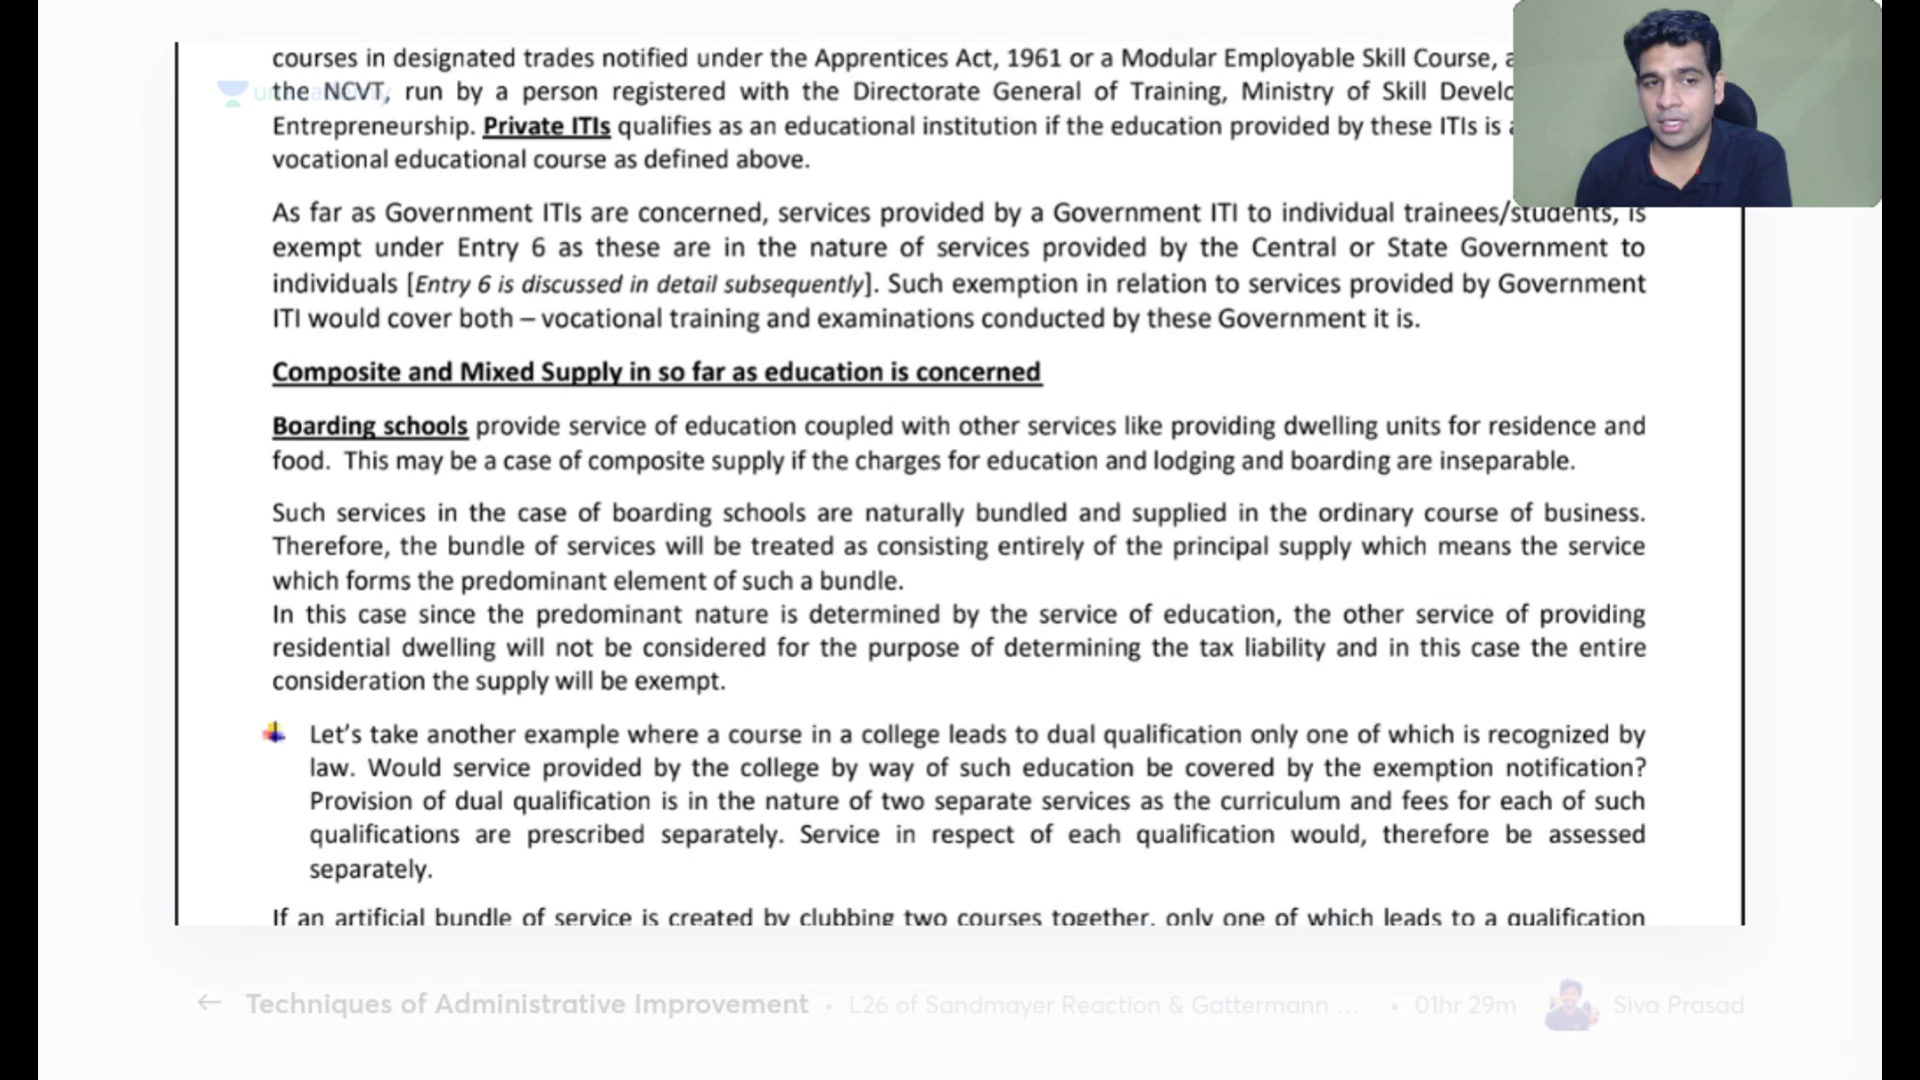 courses in designated trades notified under the Apprentices Act, 1961 or a Modular Employable Skill Course,
the NCVT, run by a person registered with the Directorate General of Training, Ministry of Skill
Entrepreneurship. Private ITIs qualifies as an educational institution if the education provided by these ITIs is
vocational educational course as defined above.
As far as Government ITIs are concerned, services provided by a Government ITI to individual trainees/students, is
exempt under Entry 6 as these are in the nature of services provided by the Central or State Government to
individuals [Entry 6 is discussed in detail subsequently]. Such exemption in relation to services provided by Government
ITI would cover both – vocational training and examinations conducted by these Government it is.
Composite and Mixed Supply in so far as education is concerned
Boarding schools provide service of education coupled with other services like providing dwelling units for residence and
food. This may be a case of composite supply if the charges for education and lodging and boarding are inseparable.
Such services in the case of boarding schools are naturally bundled and supplied in the ordinary course of business.
Therefore, the bundle of services will be treated as consisting entirely of the principal supply which means the service
which forms the predominant element of such a bundle.
In this case since the predominant nature is determined by the service of education, the other service of providing
residential dwelling will not be considered for the purpose of determining the tax liability and in this case the entire
consideration the supply will be exempt.
Let's take another example where a course in a college leads to dual qualification only one of which is recognized by
law. Would service provided by the college by way of such education be covered by the exemption notification?
Provision of dual qualification is in the nature of two separate services as the curriculum and fees for each of such
qualifications are prescribed separately. Service in respect of each qualification would, therefore be assessed
separately.
If an artificial bundle of service is created by clubbing two courses together, only one of which leads to a qualification
Techniques of Administrative Improvement • L26 of Sandmayer Reaction & Gattermann ... • 01hr 29m Siva Prasad